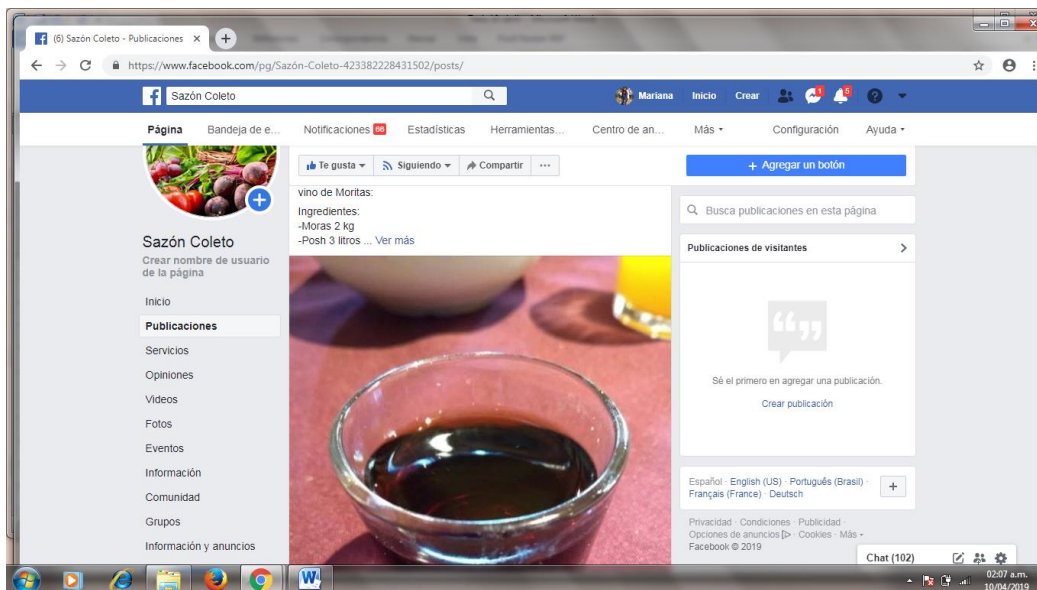 (6) Sazón Coleto - Publicaciones
https://www.facebook.com/pg/Sazón-Coleto-423382228431502/posts/
Sazón Coleto
Mariana Inicio Crear 1 5
Página Bandeja de e... Notificaciones 66 Estadísticas Herramientas... Centro de an... Más Configuración Ayuda
Te gusta Siguiendo Compartir ...
+ Agregar un botón
Sazón Coleto
Crear nombre de usuario
de la página
Inicio
Publicaciones
Servicios
Opiniones
Videos
Fotos
Eventos
Información
Comunidad
Grupos
Información y anuncios
vino de Moritas:
Ingredientes:
-Moras 2 kg
-Posh 3 litros ... Ver más
Busca publicaciones en esta página
Publicaciones de visitantes
Sé el primero en agregar una publicación.
Crear publicación
Español · English (US) · Português (Brasil) ·
Français (France) · Deutsch
Privacidad · Condiciones · Publicidad ·
Opciones de anuncios · Cookies · Más
Facebook © 2019
Chat (102)
02:07 a.m.
10/04/2019